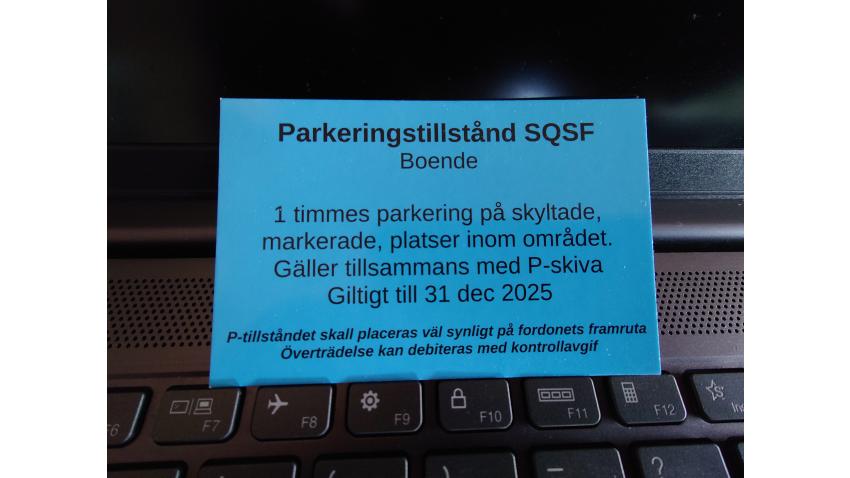 Parkeringstillstånd SQSF
Boende
1 timmes parkering på skyltade,
markerade, platser inom området.
Gäller tillsammans med P-skiva
Giltigt till 31 dec 2025
P-tillståndet skall placeras väl synligt på fordonets framruta
Överträdelse kan debiteras med kontrollavgif
F6 F7 F8 F9 F10 F11 F12 In
?